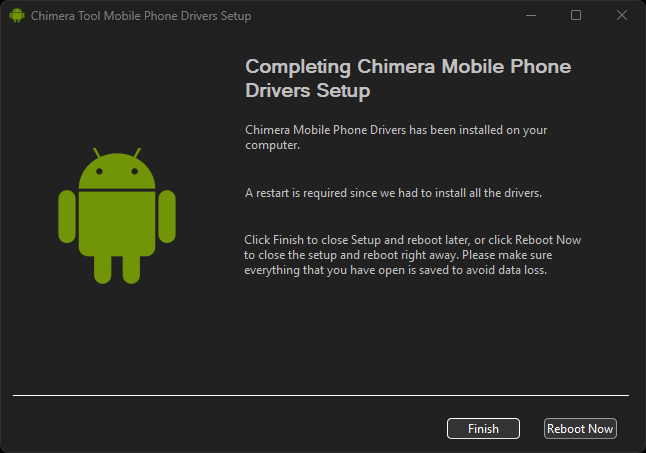 Chimera Tool Mobile Phone Drivers Setup
Completing Chimera Mobile Phone
Drivers Setup
Chimera Mobile Phone Drivers has been installed on your
computer.
A restart is required since we had to install all the drivers.
Click Finish to close Setup and reboot later, or click Reboot Now
to close the setup and reboot right away. Please make sure
everything that you have open is saved to avoid data loss.
Finish
Reboot Now